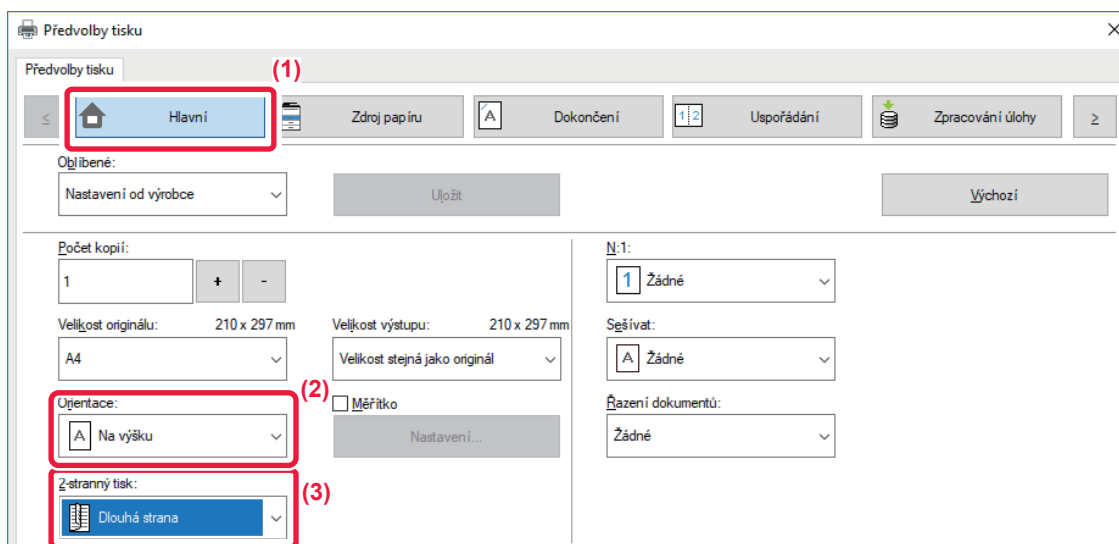 Předvolby tisku
Předvolby tisku
(1)
< Hlavní Zdroj papíru A Dokončení 1 2 Uspořádání Zpracování úlohy >
Oblíbené:
Nastavení od výrobce Uložit Výchozí
Počet kopií: N:1:
1 + - 1 Žádné
Velikost originálu: 210 x 297 mm Velikost výstupu: 210 x 297 mm Sešívat:
A4 Velikost stejná jako originál A Žádné
(2)
Orientace: Měřítko Řazení dokumentů:
A Na výšku Nastavení... Žádné
2-stranný tisk: (3)
Dlouhá strana